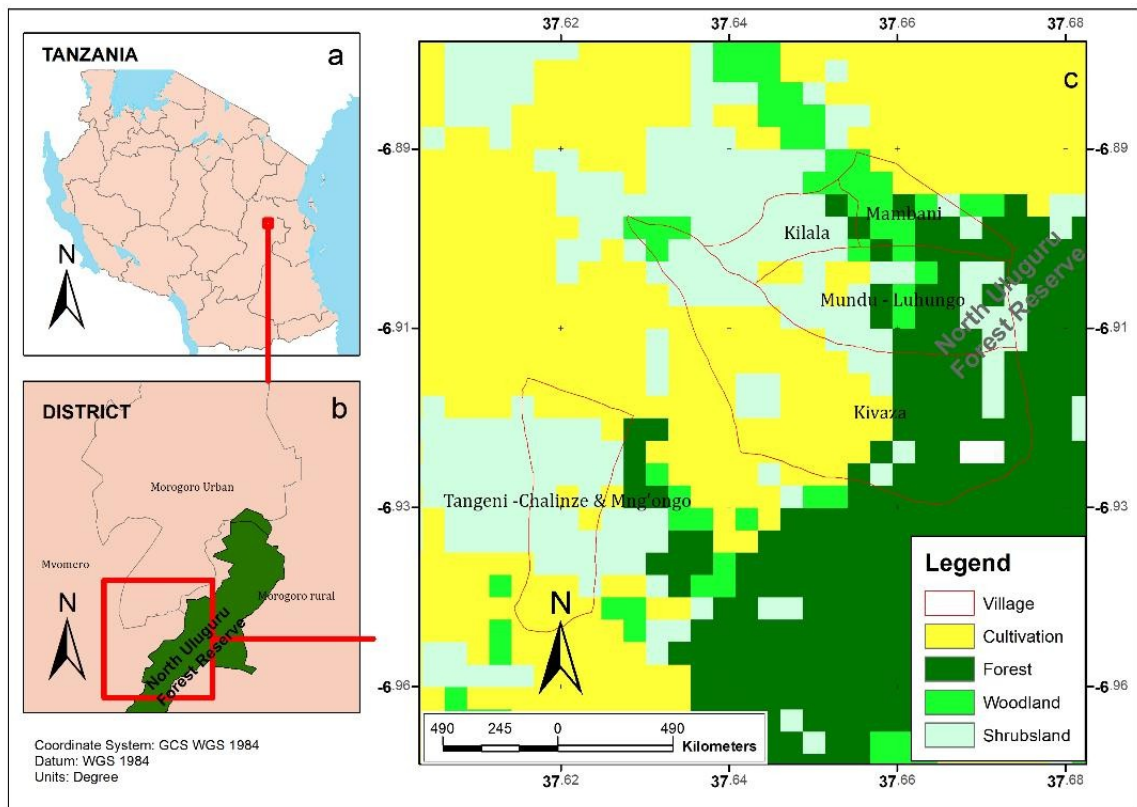 TANZANIA
a
N
DISTRICT
b
Morogoro Urban
Mvomero
Morogoro rural
N
North Uluguru
Forest Reserve
Coordinate System: GCS WGS 1984
Datum: WGS 1984
Units: Degree
37.62 37.64 37.66 37.68
c
-6.89 -6.89
Mambani
Kilala
Mundu - Luhungo
North Uluguru
Forest Reserve
-6.91 -6.91
Kivaza
Tangeni -Chalinze & Mng'ongo
-6.93 -6.93
N
-6.96 -6.96
Legend
Village
Cultivation
Forest
Woodland
Shrubsland
490 245 0 490
Kilometers
37.62 37.64 37.66 37.68